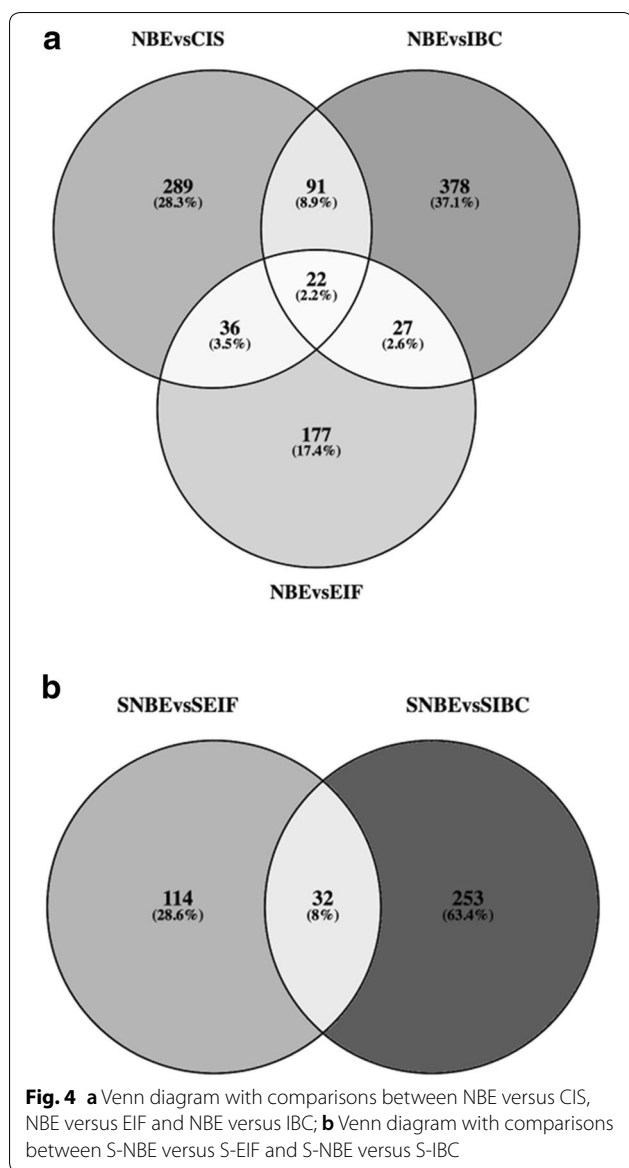 a
NBEvsCIS NBEvsIBC
289 91 378
(28.3%) (8.9%) (37.1%)
22
(2.2%)
36 27
(3.5%) (2.6%)
177
(17.4%)
NBEvsEIF
b
SNBEvsSEIF SNBEvsSIBC
114 32 253
(28.6%) (8%) (63.4%)
Fig. 4 a Venn diagram with comparisons between NBE versus CIS,
NBE versus EIF and NBE versus IBC; b Venn diagram with comparisons
between S-NBE versus S-EIF and S-NBE versus S-IBC